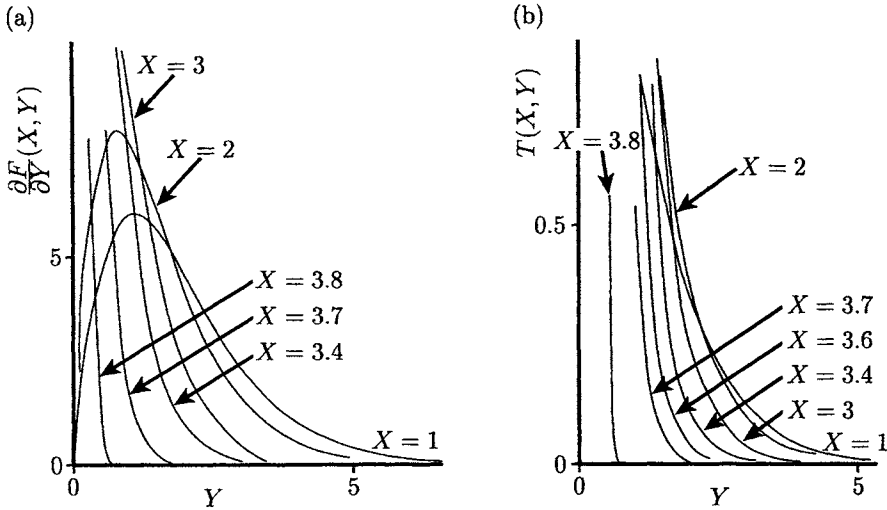 (a)
∂F/∂Y (X, Y)
5
0
X = 3
X = 2
X = 3.8
X = 3.7
X = 3.4
X = 1
0
Y
5
(b)
T(X, Y)
0.5
0
X = 3.8
X = 2
X = 3.7
X = 3.6
X = 3.4
X = 3
X = 1
0
Y
5